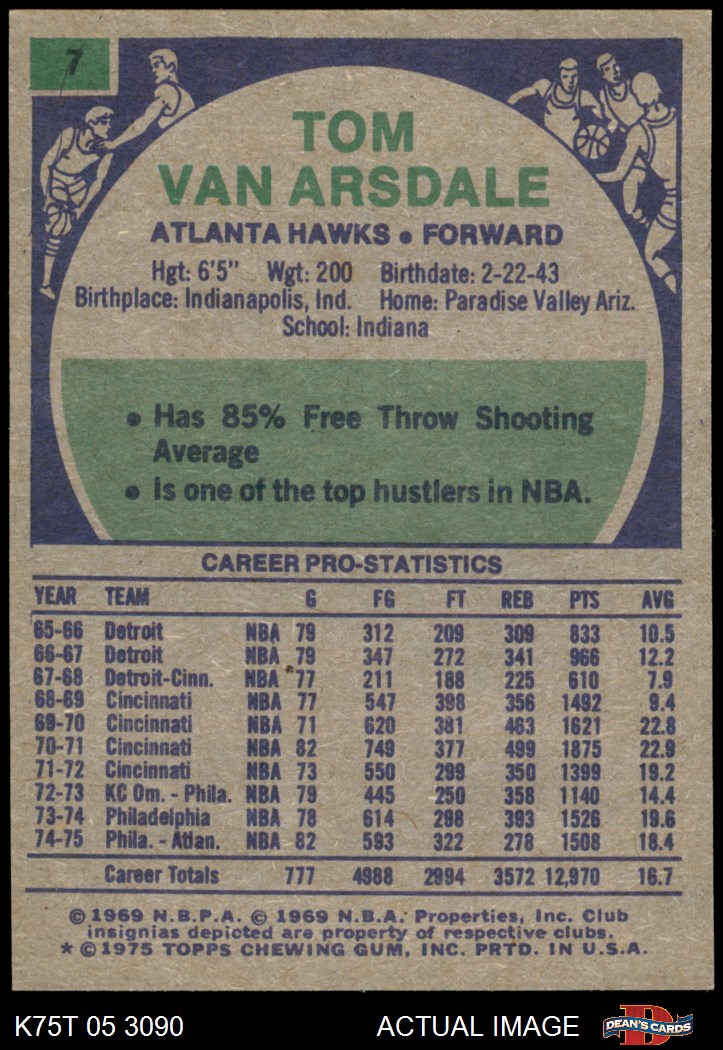 7
TOM
VAN ARSDALE
ATLANTA HAWKS • FORWARD
Hgt: 6'5" Wgt: 200 Birthdate: 2-22-43
Birthplace: Indianapolis, Ind. Home: Paradise Valley Ariz.
School: Indiana
• Has 85% Free Throw Shooting
Average
• Is one of the top hustlers in NBA.
CAREER PRO-STATISTICS
YEAR TEAM G FG FT REB PTS AVG
65-66 Detroit NBA 79 312 209 309 833 10.5
66-67 Detroit NBA 79 347 272 341 966 12.2
67-68 Detroit-Cinn. NBA 77 211 188 225 610 7.9
68-69 Cincinnati NBA 77 547 398 356 1492 9.4
69-70 Cincinnati NBA 71 620 381 463 1621 22.8
70-71 Cincinnati NBA 82 749 377 499 1875 22.9
71-72 Cincinnati NBA 73 550 299 350 1399 19.2
72-73 KC Om. - Phila. NBA 79 445 250 358 1140 14.4
73-74 Philadelphia NBA 78 614 298 393 1526 19.6
74-75 Phila. - Atlan. NBA 82 593 322 278 1508 18.4
Career Totals 777 4988 2994 3572 12,970 16.7
© 1969 N.B.P.A. © 1969 N.B.A. Properties, Inc. Club
insignias depicted are property of respective clubs.
* © 1975 TOPPS CHEWING GUM, INC. PRTD. IN U.S.A.
K75T 05 3090 ACTUAL IMAGE DEAN'S CARDS